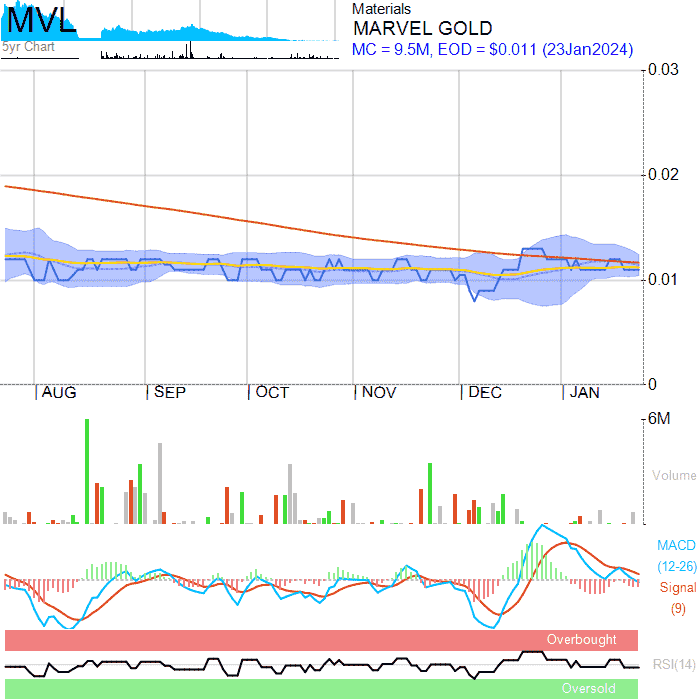 MVL
5yr Chart
Materials
MARVEL GOLD
MC = 9.5M, EOD = $0.011 (23Jan2024)
0.03
0.02
0.01
0
AUG SEP OCT NOV DEC JAN
6M
Volume
MACD
(12-26)
Signal
(9)
Overbought
RSI(14)
Oversold